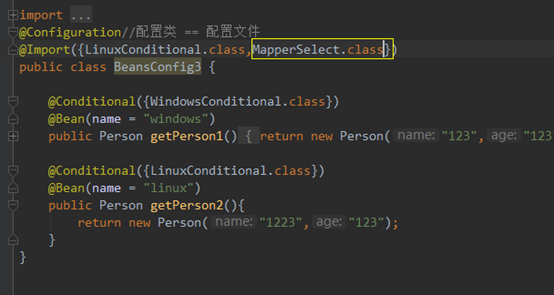 import ...
@Configuration//配置类 == 配置文件
@Import({LinuxConditional.class,MapperSelect.class})
public class BeansConfig3 {
@Conditional({WindowsConditional.class})
@Bean(name = "windows")
public Person getPerson1() { return new Person( name: "123", age: "123
@Conditional({LinuxConditional.class})
@Bean(name = "linux")
public Person getPerson2(){
return new Person( name: "1223", age: "123");
}
}